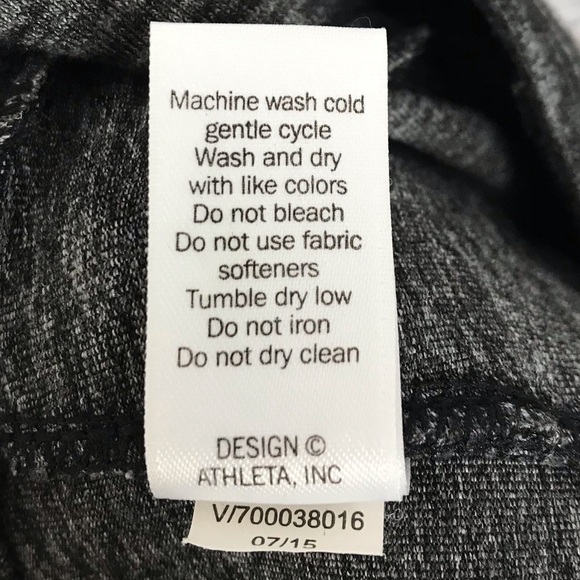 Machine wash cold
gentle cycle
Wash and dry
with like colors
Do not bleach
Do not use fabric
softeners
Tumble dry low
Do not iron
Do not dry clean
DESIGN ©
ATHLETA, INC
V/700038016
07/15